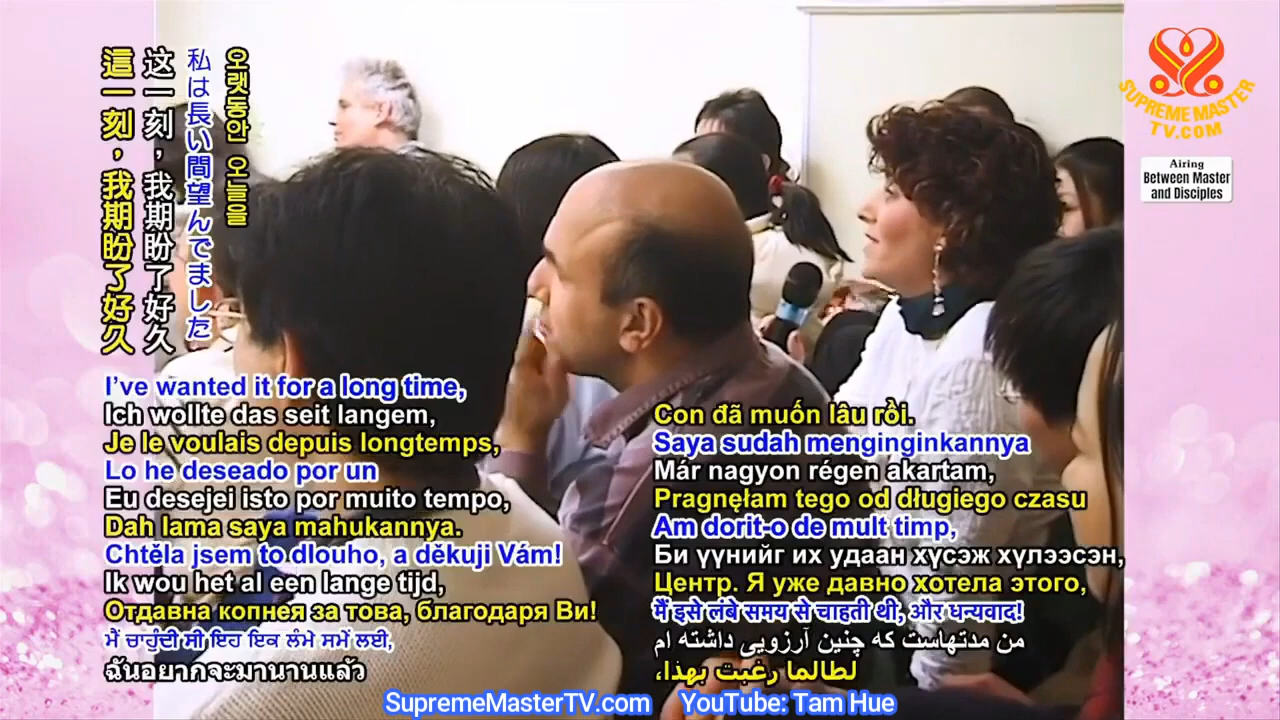 這一刻，我期盼了好久
这一刻，我期盼了好久
私は長い間望んでました
오랫동안 오늘을
SUPREME MASTER
TV.COM
Airing
Between Master
and Disciples
I've wanted it for a long time,
Ich wollte das seit langem,
Je le voulais depuis longtemps,
Lo he deseado por un
Eu desejei isto por muito tempo,
Dah lama saya mahukannya.
Chtěla jsem to dlouho, a děkuji Vám!
Ik wou het al een lange tijd,
Отдавна копнея за това, благодаря Ви!
ਮੈਂ ਚਾਹੁੰਦੀ ਸੀ ਇਹ ਇਕ ਲੰਮੇ ਸਮੇਂ ਲਈ,
ฉันอยากจะมานานแล้ว
Con đã muốn lâu rồi.
Saya sudah menginginkannya
Már nagyon régen akartam,
Pragnęłam tego od długiego czasu
Am dorit-o de mult timp,
Би үүнийг их удаан хүсэж хүлээсэн,
Центр. Я уже давно хотела этого,
मैं इसे लंबे समय से चाहती थी, और धन्यवाद!
من مدتهاست که چنین آرزویی داشته ام
لطالما رغبت بهذا،
SupremeMasterTV.com YouTube: Tam Hue